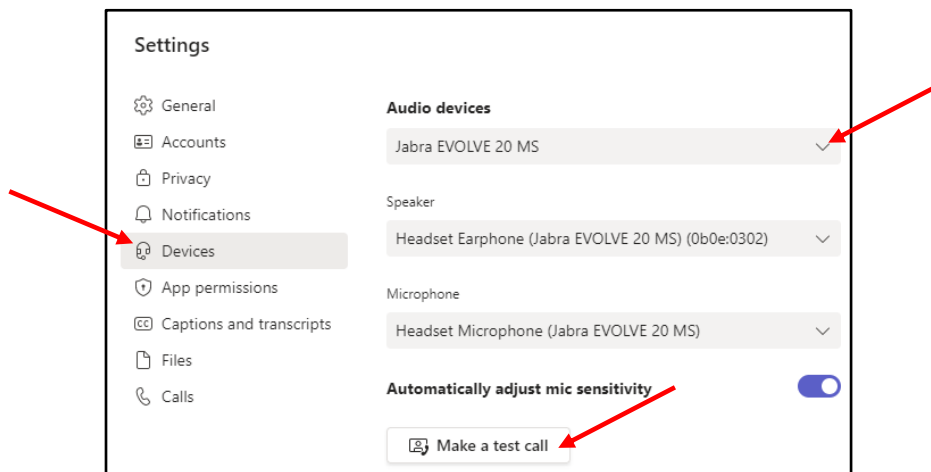 Settings
General
Accounts
Privacy
Notifications
Devices
App permissions
CC Captions and transcripts
Files
Calls
Audio devices
Jabra EVOLVE 20 MS
Speaker
Headset Earphone (Jabra EVOLVE 20 MS) (0b0e:0302)
Microphone
Headset Microphone (Jabra EVOLVE 20 MS)
Automatically adjust mic sensitivity
Make a test call